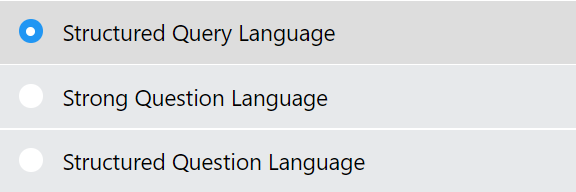 Structured Query Language
Strong Question Language
Structured Question Language